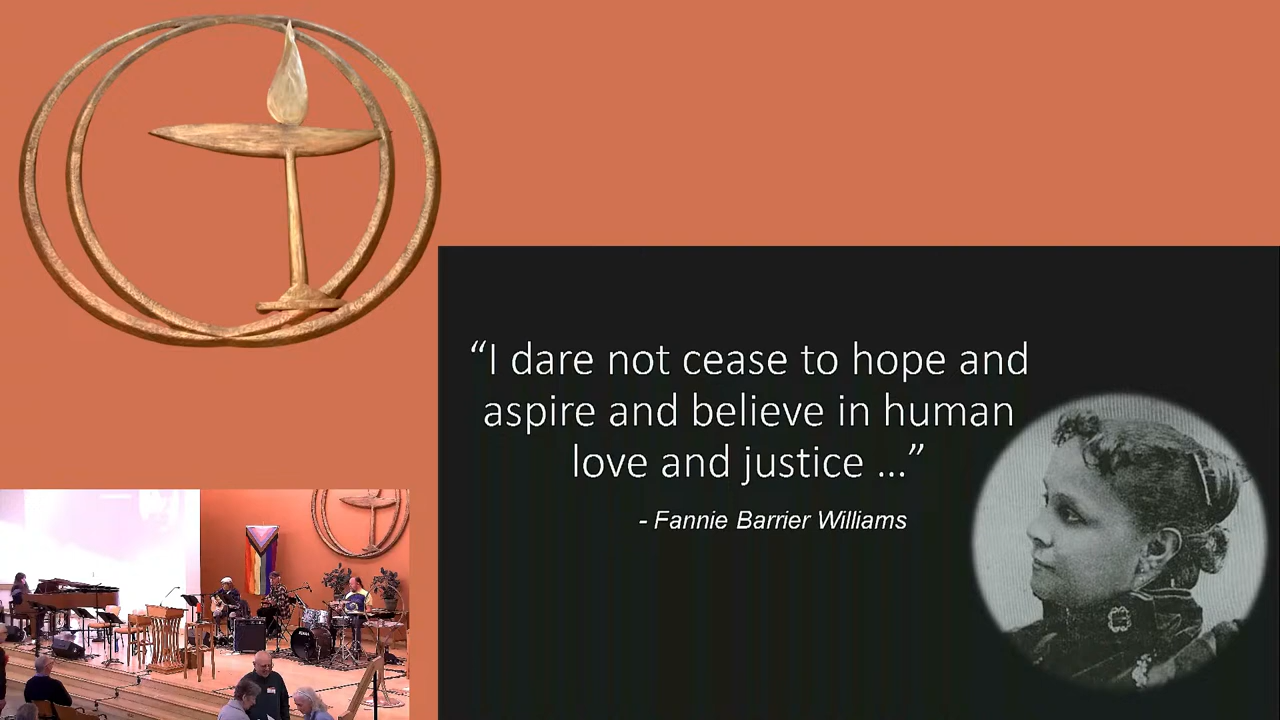 “I dare not cease to hope and
aspire and believe in human
love and justice ...”
- Fannie Barrier Williams